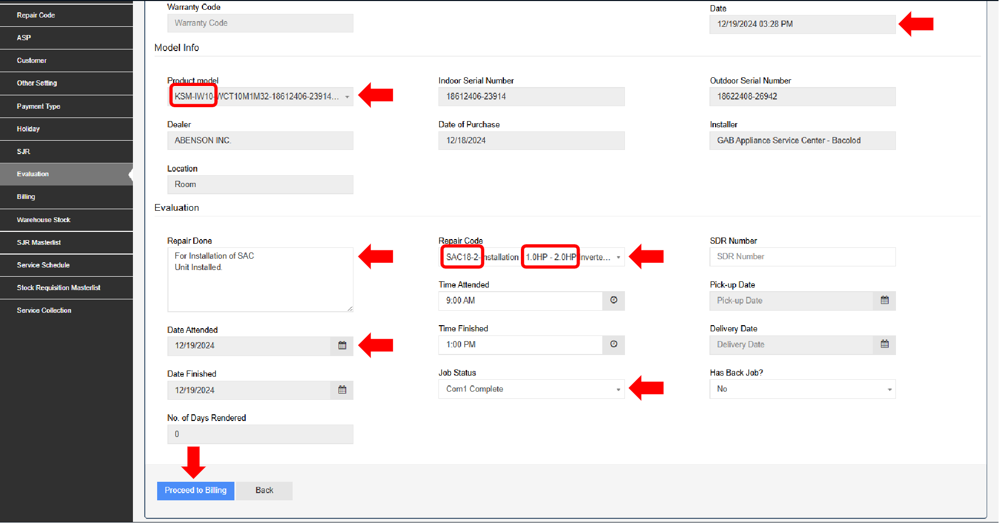 Repair Code
ASP
Customer
Other Setting
Payment Type
Holiday
SJR
Evaluation
Billing
Warehouse Stock
SJR Masterlist
Service Schedule
Stock Requisition Masterlist
Service Collection
Warranty Code
Warranty Code
Date
12/19/2024 03:28 PM
Model Info
Product model
KSM-IW10-WCT10M1M32-18612406-23914...
Indoor Serial Number
18612406-23914
Outdoor Serial Number
18622408-26942
Dealer
ABENSON INC.
Date of Purchase
12/18/2024
Installer
GAB Appliance Service Center - Bacolod
Location
Room
Evaluation
Repair Done
For Installation of SAC
Unit Installed.
Repair Code
SAC18-2-Installation 1.0HP - 2.0HP Inverte...
SDR Number
SDR Number
Time Attended
9:00 AM
Pick-up Date
Pick-up Date
Date Attended
12/19/2024
Time Finished
1:00 PM
Delivery Date
Delivery Date
Date Finished
12/19/2024
Job Status
Com1 Complete
Has Back Job?
No
No. of Days Rendered
0
Proceed to Billing
Back